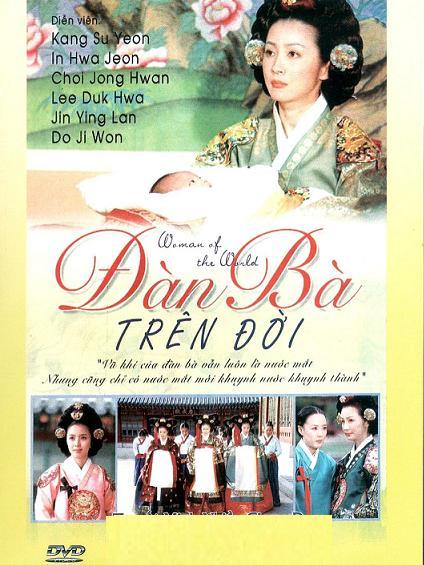 Diễn viên:
Kang Su Yeon
In Hwa Jeon
Choi Jong Hwan
Lee Duk Hwa
Jin Ying Lan
Do Ji Won
Woman of
the World
Đàn Bà
TRÊN ĐỜI
"Vũ khí của đàn bà vẫn luôn là nước mắt
Nhưng cũng chỉ có nước mắt mới khuynh nước khuynh thành"
DVD